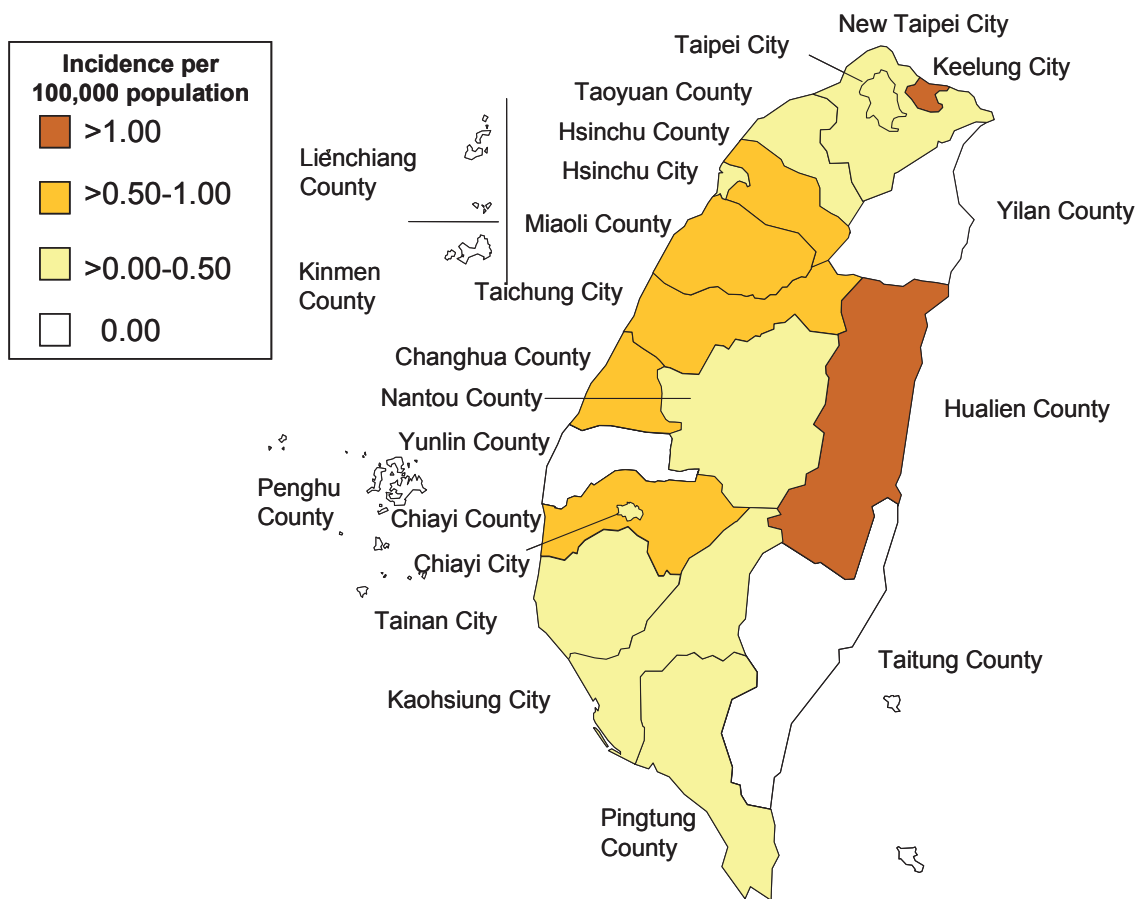 Incidence per
100,000 population
>1.00
>0.50-1.00
>0.00-0.50
0.00
New Taipei City
Taipei City
Keelung City
Taoyuan County
Hsinchu County
Hsinchu City
Lienchiang
County
Yilan County
Miaoli County
Kinmen
County
Taichung City
Changhua County
Nantou County
Hualien County
Yunlin County
Penghu
County
Chiayi County
Chiayi City
Tainan City
Taitung County
Kaohsiung City
Pingtung
County